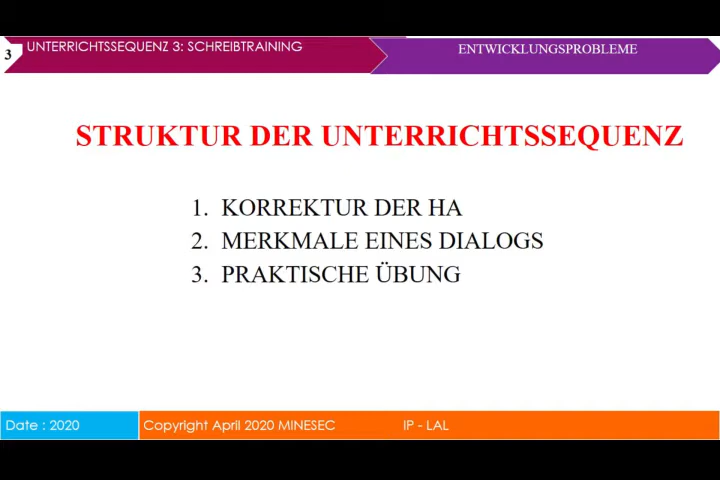 3
UNTERRICHTSSEQUENZ 3: SCHREIBTRAINING
ENTWICKLUNGSPROBLEME
STRUKTUR DER UNTERRICHTSSEQUENZ
1. KORREKTUR DER HA
2. MERKMALE EINES DIALOGS
3. PRAKTISCHE ÜBUNG
Date : 2020
Copyright April 2020 MINESEC
IP - LAL